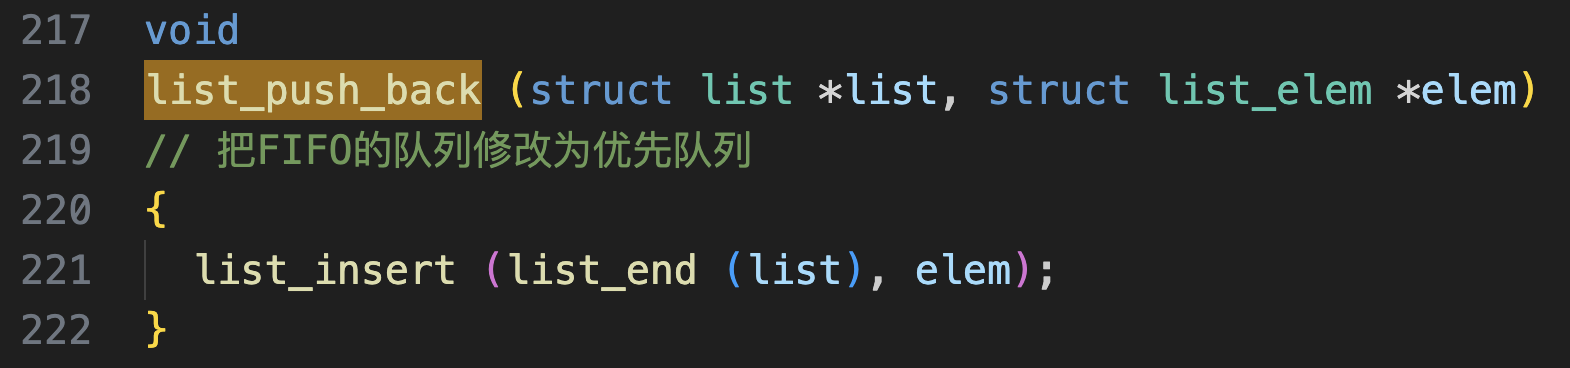 217 void
218 list_push_back (struct list *list, struct list_elem *elem)
219 // 把FIFO的队列修改为优先队列
220 {
221 list_insert (list_end (list), elem);
222 }